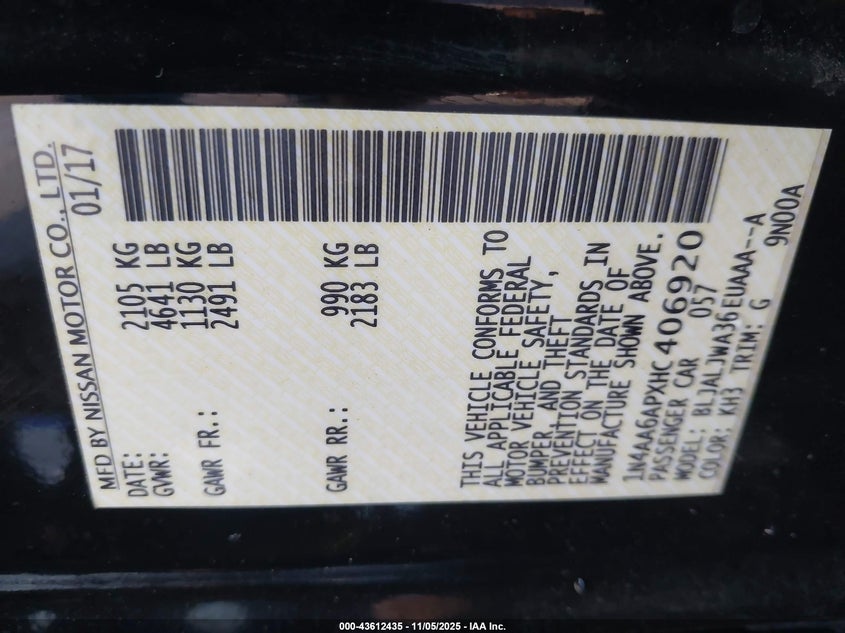 MFD BY NISSAN MOTOR CO., LTD.
DATE: 01/17
GVWR: 2105 KG
4641 LB
GAWR FR.: 1130 KG
2491 LB
GAWR RR.: 990 KG
2183 LB
THIS VEHICLE CONFORMS TO
ALL APPLICABLE FEDERAL
MOTOR VEHICLE SAFETY,
BUMPER, AND THEFT
PREVENTION STANDARDS IN
EFFECT ON THE DATE OF
MANUFACTURE SHOWN ABOVE.
1N4AA6APXHC406920
PASSENGER CAR 057
MODEL: BLJALJWA36EUAAA--A
COLOR: KH3 TRIM: G 9N00A
000-43612435 - 11/05/2025 - IAA Inc.